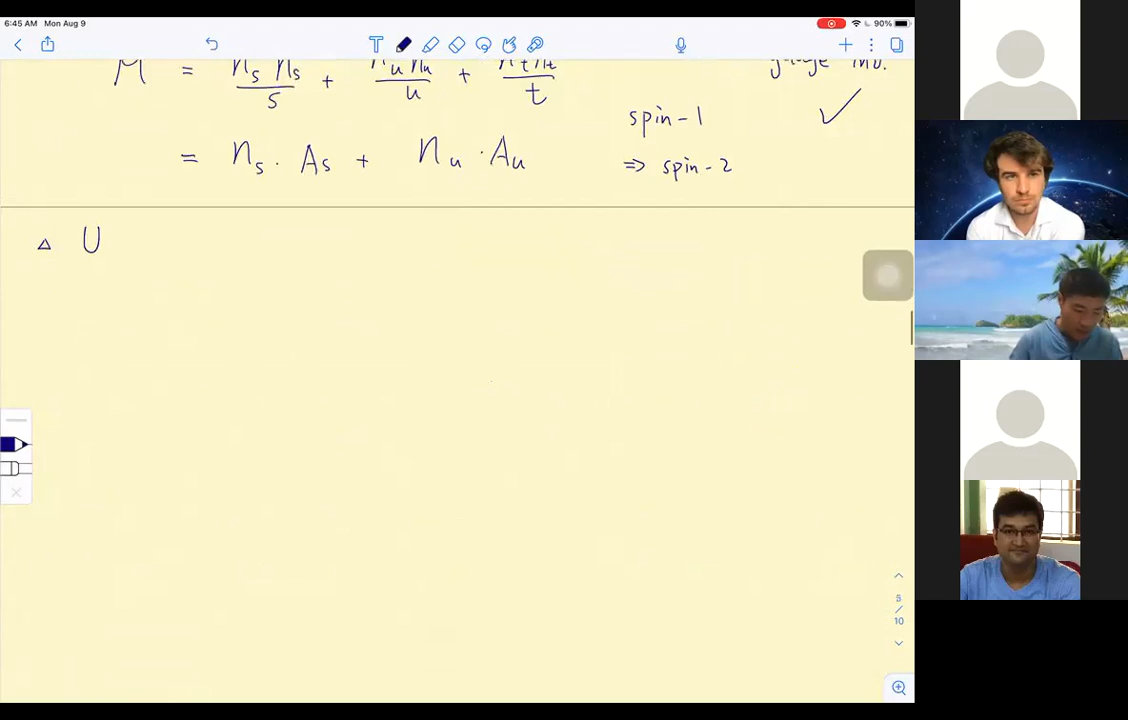 6:45 AM Mon Aug 9
90%
M = n_s n_s / s + n_u n_u / u + n_t n_t / t
inv.
spin-1
= n_s · A_s + n_u · A_u
⇒ spin-2
△ U
5
/
10